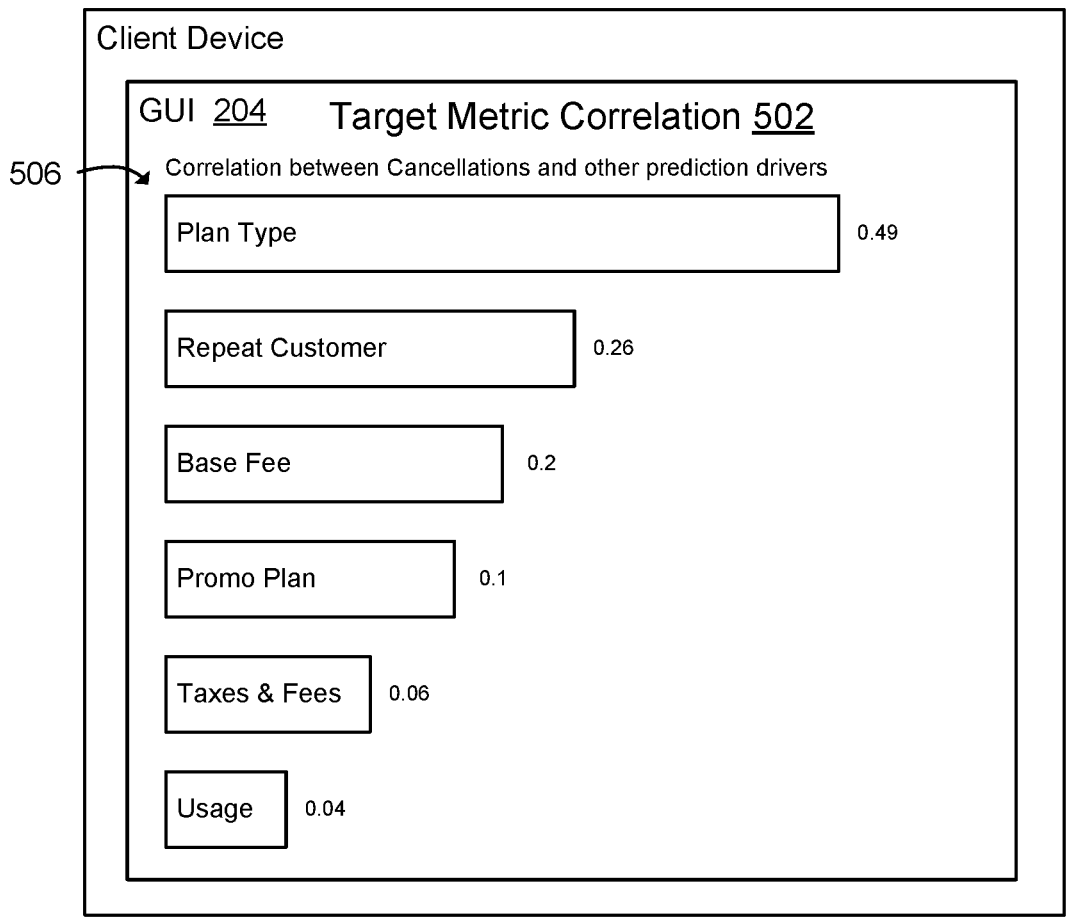 Client Device
GUI 204 Target Metric Correlation 502
506
Correlation between Cancellations and other prediction drivers
Plan Type 0.49
Repeat Customer 0.26
Base Fee 0.2
Promo Plan 0.1
Taxes & Fees 0.06
Usage 0.04